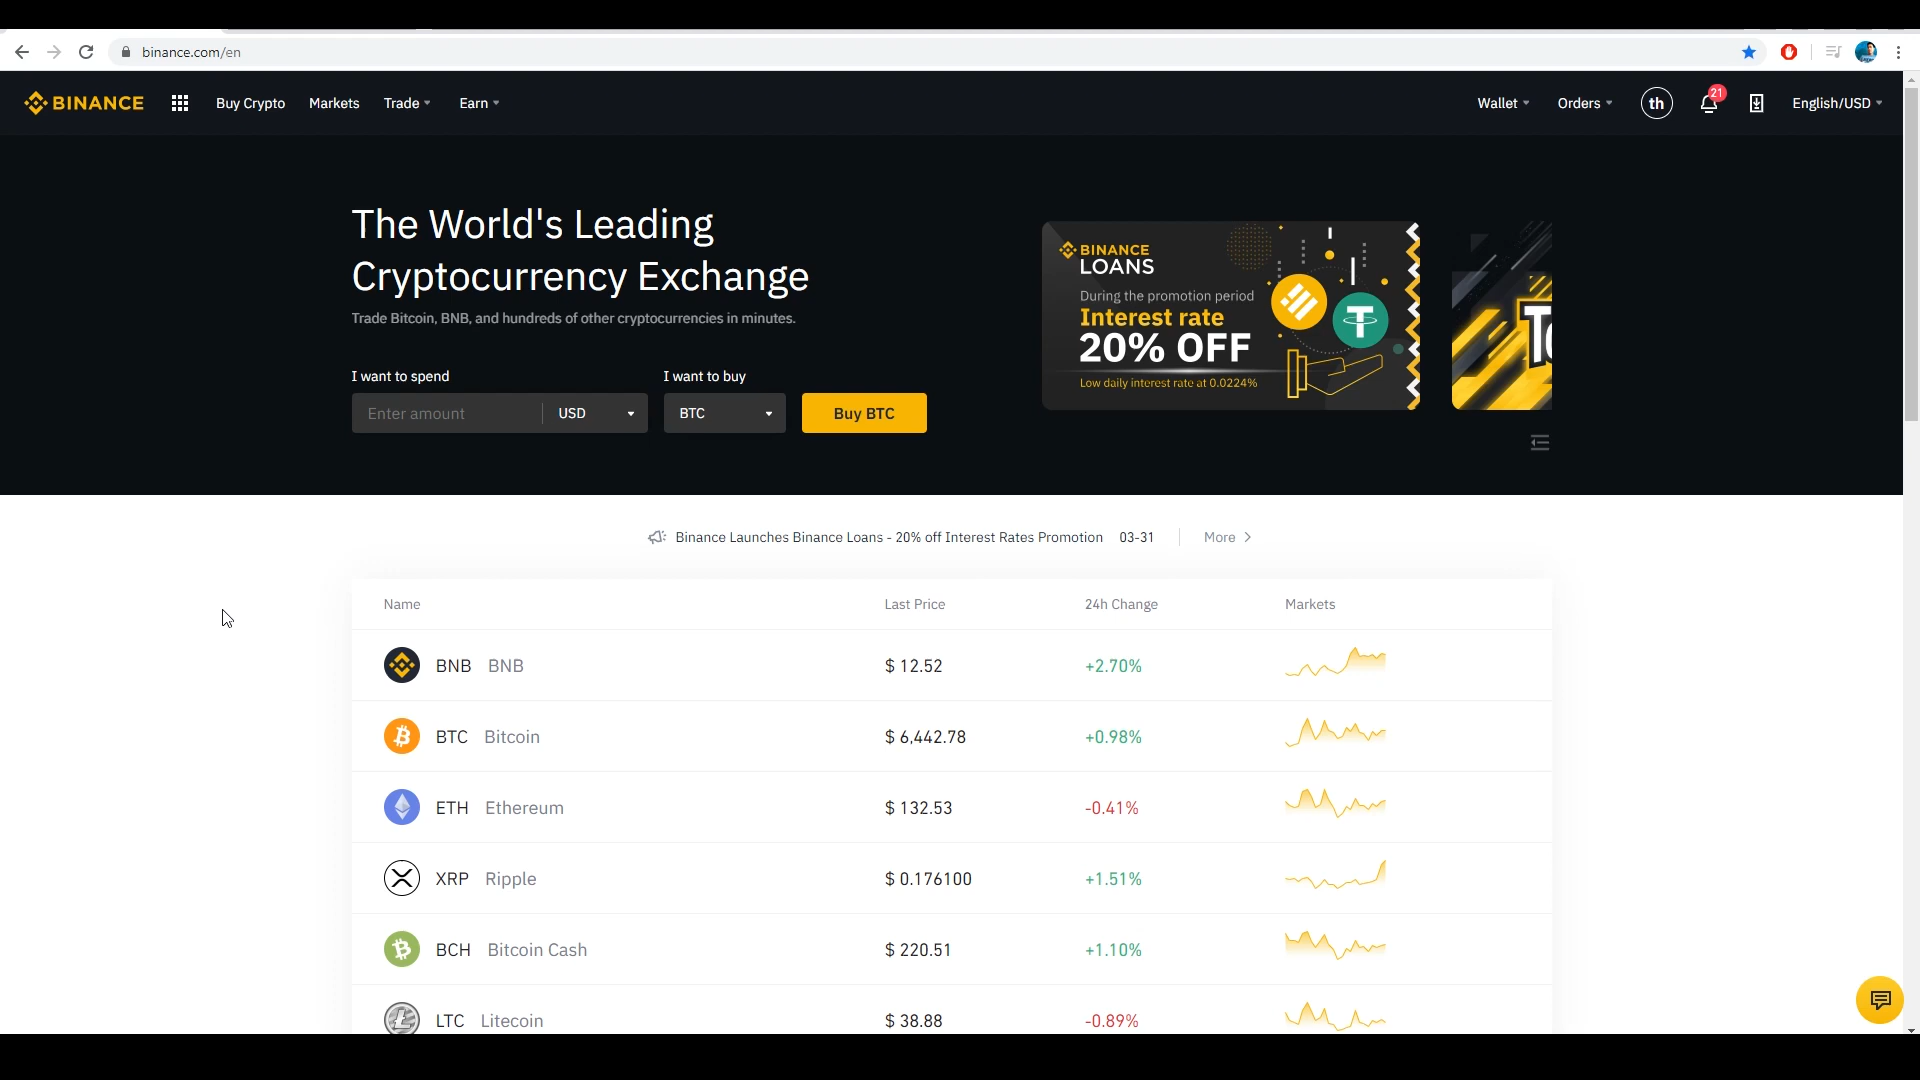 binance.com/en
BINANCE
Buy Crypto
Markets
Trade
Earn
Wallet
Orders
th
21
English/USD
The World's Leading
Cryptocurrency Exchange
Trade Bitcoin, BNB, and hundreds of other cryptocurrencies in minutes.
I want to spend
I want to buy
Enter amount
USD
BTC
Buy BTC
BINANCE
LOANS
During the promotion period
Interest rate
20% OFF
Low daily interest rate at 0.0224%
Binance Launches Binance Loans - 20% off Interest Rates Promotion 03-31
More
Name Last Price 24h Change Markets
BNB BNB $ 12.52 +2.70%
BTC Bitcoin $ 6,442.78 +0.98%
ETH Ethereum $ 132.53 -0.41%
XRP Ripple $ 0.176100 +1.51%
BCH Bitcoin Cash $ 220.51 +1.10%
LTC Litecoin $ 38.88 -0.89%